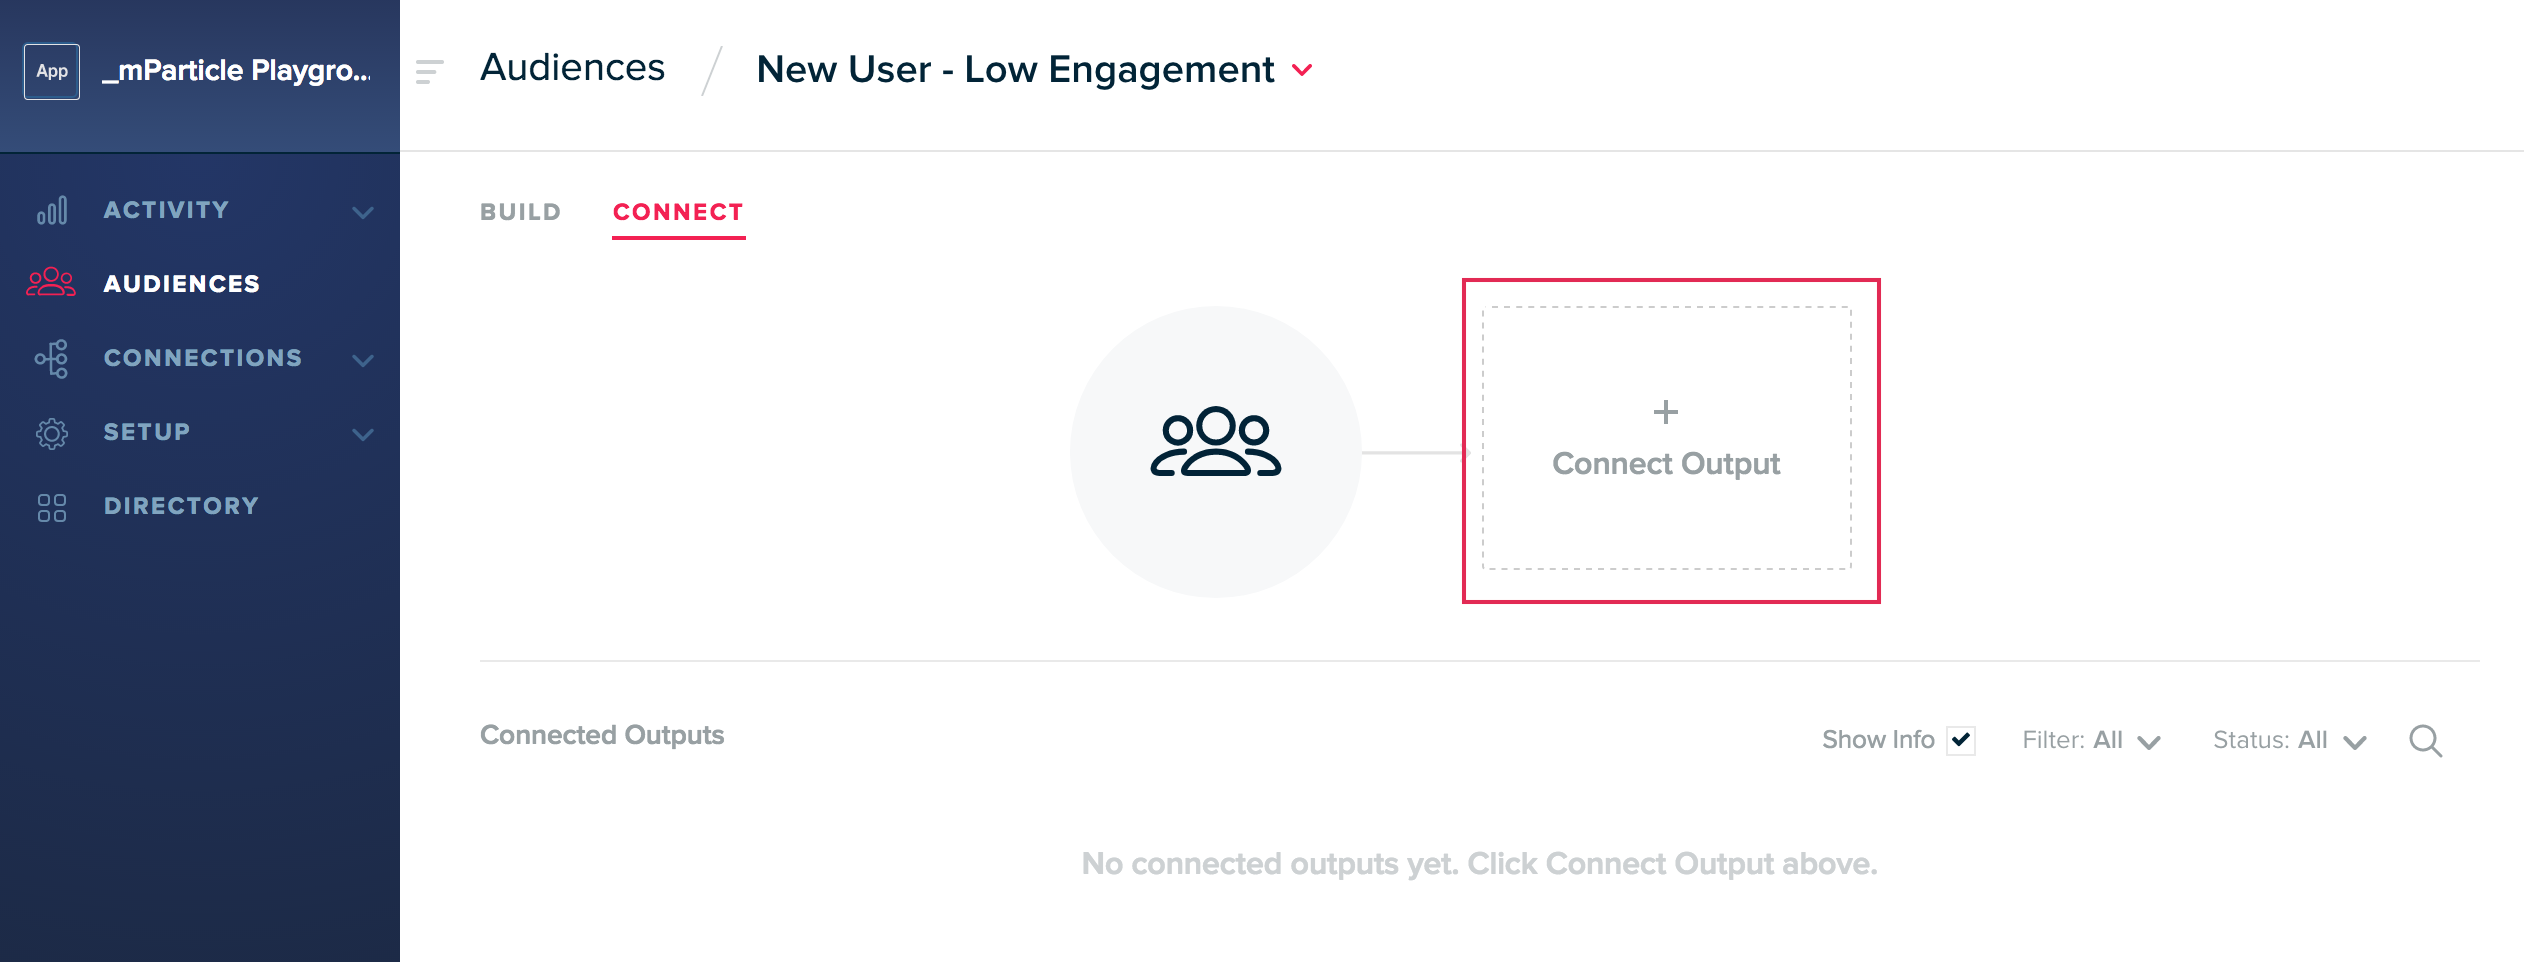 App
_mParticle Playgro...
Audiences / New User - Low Engagement
ACTIVITY
AUDIENCES
CONNECTIONS
SETUP
DIRECTORY
BUILD CONNECT
+
Connect Output
Connected Outputs
Show Info Filter: All Status: All
No connected outputs yet. Click Connect Output above.